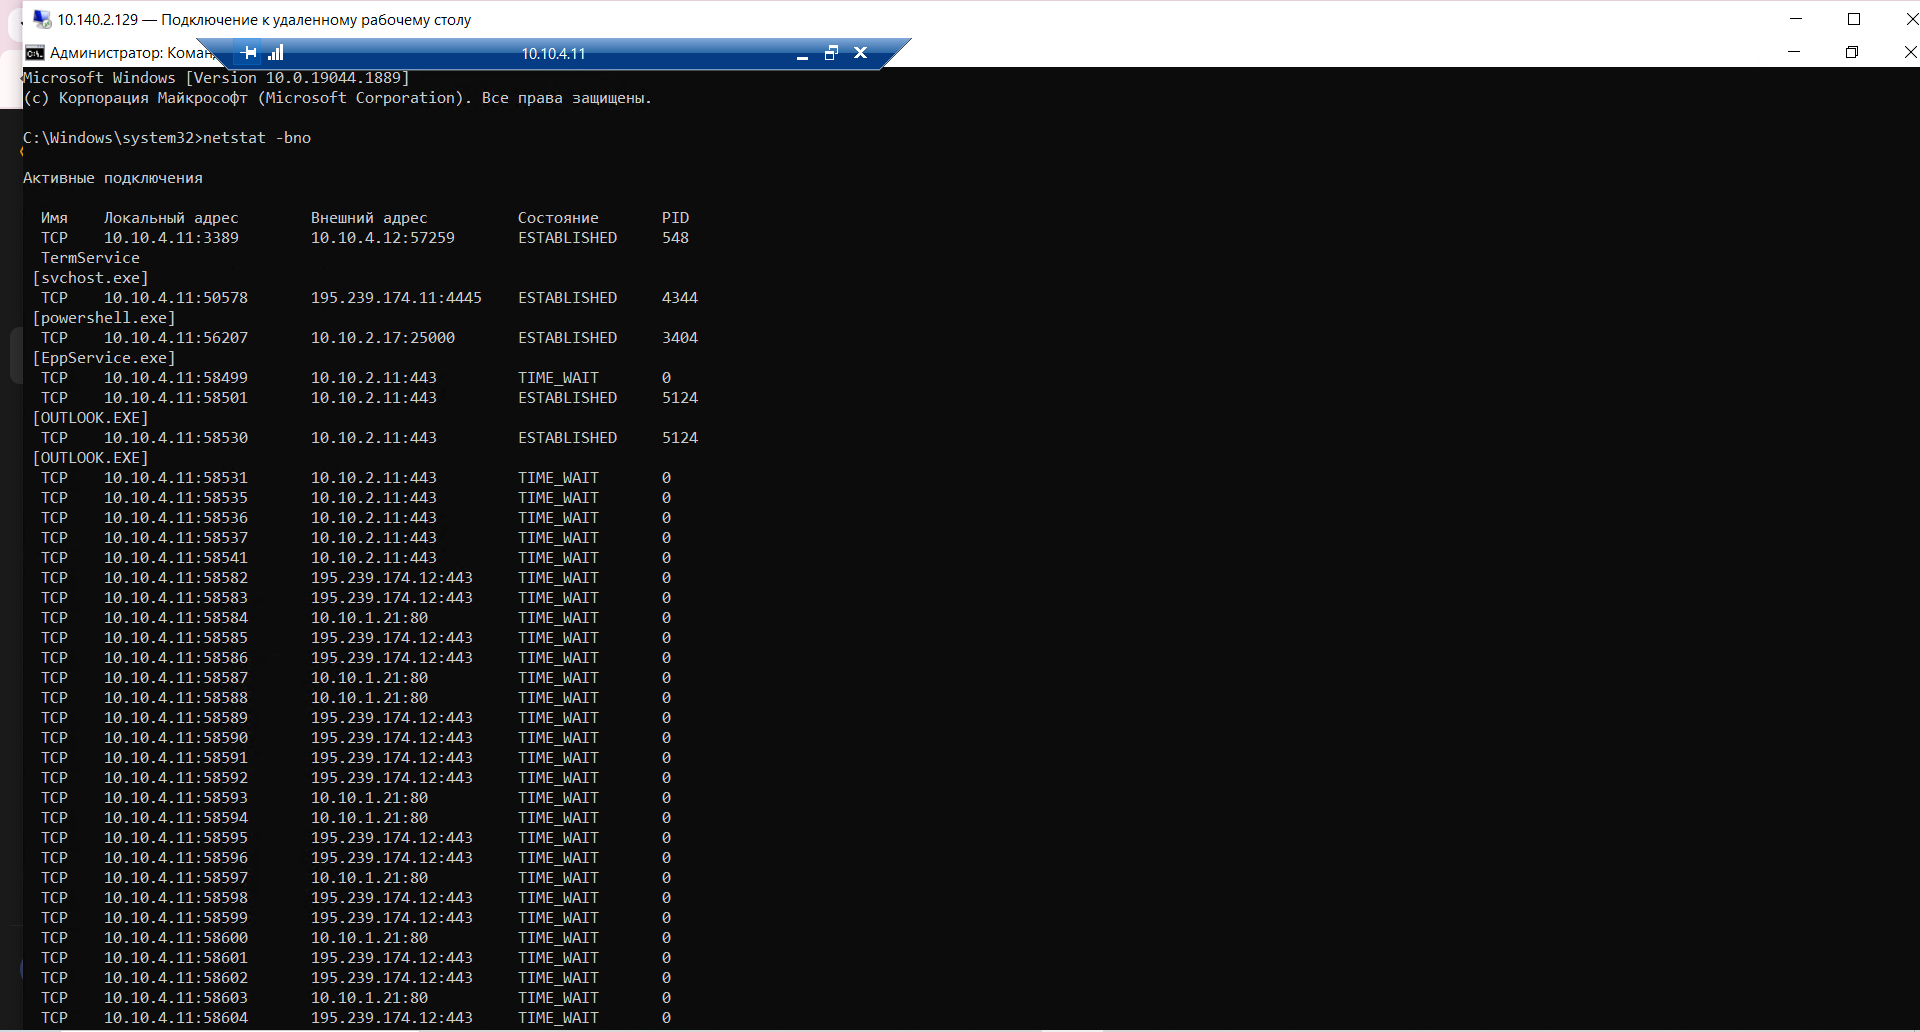 10.140.2.129 — Подключение к удаленному рабочему столу
Администратор: Коман
10.10.4.11
Microsoft Windows [Version 10.0.19044.1889]
(c) Корпорация Майкрософт (Microsoft Corporation). Все права защищены.
C:\Windows\system32>netstat -bno
Активные подключения
Имя Локальный адрес Внешний адрес Состояние PID
TCP 10.10.4.11:3389 10.10.4.12:57259 ESTABLISHED 548
TermService
[svchost.exe]
TCP 10.10.4.11:50578 195.239.174.11:4445 ESTABLISHED 4344
[powershell.exe]
TCP 10.10.4.11:56207 10.10.2.17:25000 ESTABLISHED 3404
[EppService.exe]
TCP 10.10.4.11:58499 10.10.2.11:443 TIME_WAIT 0
TCP 10.10.4.11:58501 10.10.2.11:443 ESTABLISHED 5124
[OUTLOOK.EXE]
TCP 10.10.4.11:58530 10.10.2.11:443 ESTABLISHED 5124
[OUTLOOK.EXE]
TCP 10.10.4.11:58531 10.10.2.11:443 TIME_WAIT 0
TCP 10.10.4.11:58535 10.10.2.11:443 TIME_WAIT 0
TCP 10.10.4.11:58536 10.10.2.11:443 TIME_WAIT 0
TCP 10.10.4.11:58537 10.10.2.11:443 TIME_WAIT 0
TCP 10.10.4.11:58541 10.10.2.11:443 TIME_WAIT 0
TCP 10.10.4.11:58582 195.239.174.12:443 TIME_WAIT 0
TCP 10.10.4.11:58583 195.239.174.12:443 TIME_WAIT 0
TCP 10.10.4.11:58584 10.10.1.21:80 TIME_WAIT 0
TCP 10.10.4.11:58585 195.239.174.12:443 TIME_WAIT 0
TCP 10.10.4.11:58586 195.239.174.12:443 TIME_WAIT 0
TCP 10.10.4.11:58587 10.10.1.21:80 TIME_WAIT 0
TCP 10.10.4.11:58588 10.10.1.21:80 TIME_WAIT 0
TCP 10.10.4.11:58589 195.239.174.12:443 TIME_WAIT 0
TCP 10.10.4.11:58590 195.239.174.12:443 TIME_WAIT 0
TCP 10.10.4.11:58591 195.239.174.12:443 TIME_WAIT 0
TCP 10.10.4.11:58592 195.239.174.12:443 TIME_WAIT 0
TCP 10.10.4.11:58593 10.10.1.21:80 TIME_WAIT 0
TCP 10.10.4.11:58594 10.10.1.21:80 TIME_WAIT 0
TCP 10.10.4.11:58595 195.239.174.12:443 TIME_WAIT 0
TCP 10.10.4.11:58596 195.239.174.12:443 TIME_WAIT 0
TCP 10.10.4.11:58597 10.10.1.21:80 TIME_WAIT 0
TCP 10.10.4.11:58598 195.239.174.12:443 TIME_WAIT 0
TCP 10.10.4.11:58599 195.239.174.12:443 TIME_WAIT 0
TCP 10.10.4.11:58600 10.10.1.21:80 TIME_WAIT 0
TCP 10.10.4.11:58601 195.239.174.12:443 TIME_WAIT 0
TCP 10.10.4.11:58602 195.239.174.12:443 TIME_WAIT 0
TCP 10.10.4.11:58603 10.10.1.21:80 TIME_WAIT 0
TCP 10.10.4.11:58604 195.239.174.12:443 TIME_WAIT 0